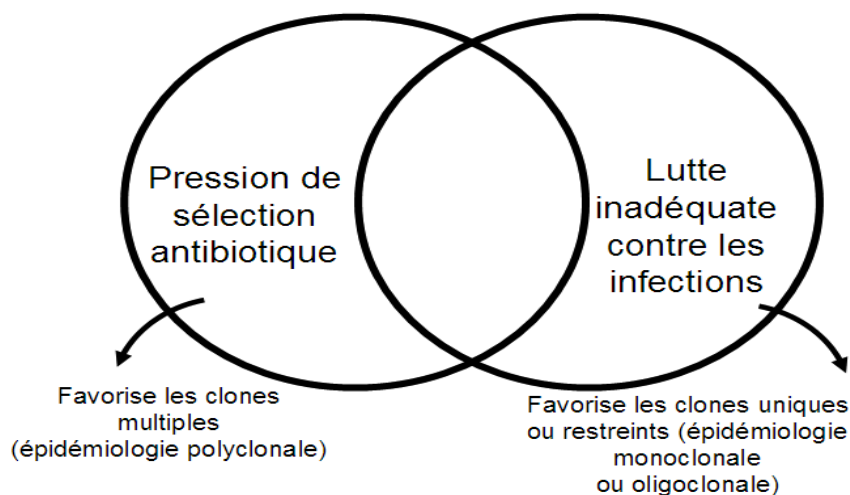 Pression de
sélection
antibiotique
Lutte
inadéquate
contre les
infections
Favorise les clones
multiples
(épidémiologie polyclonale)
Favorise les clones uniques
ou restreints (épidémiologie
monoclonale
ou oligoclonale)